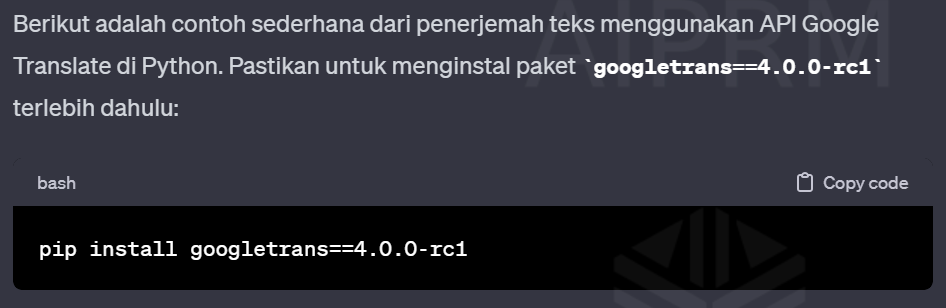 Berikut adalah contoh sederhana dari penerjemah teks menggunakan API Google
Translate di Python. Pastikan untuk menginstal paket `googletrans==4.0.0-rc1`
terlebih dahulu:
bash Copy code
pip install googletrans==4.0.0-rc1
AIPRM